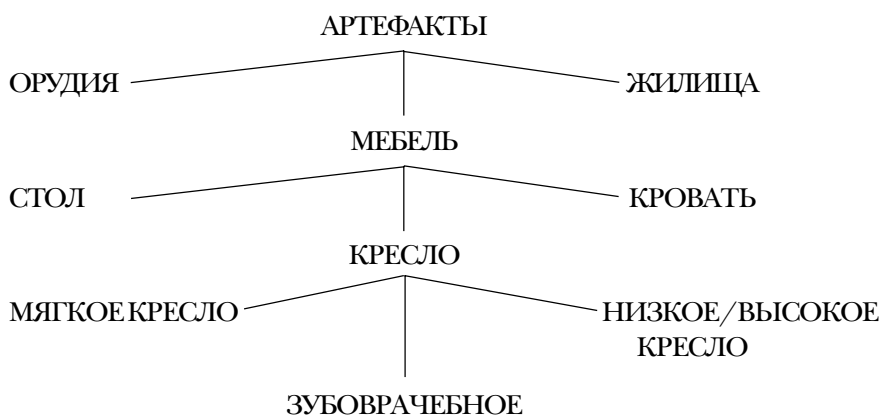 АРТЕФАКТЫ
ОРУДИЯ
ЖИЛИЩА
МЕБЕЛЬ
СТОЛ
КРОВАТЬ
КРЕСЛО
МЯГКОЕ КРЕСЛО
НИЗКОЕ/ВЫСОКОЕ
КРЕСЛО
ЗУБОВРАЧЕБНОЕ